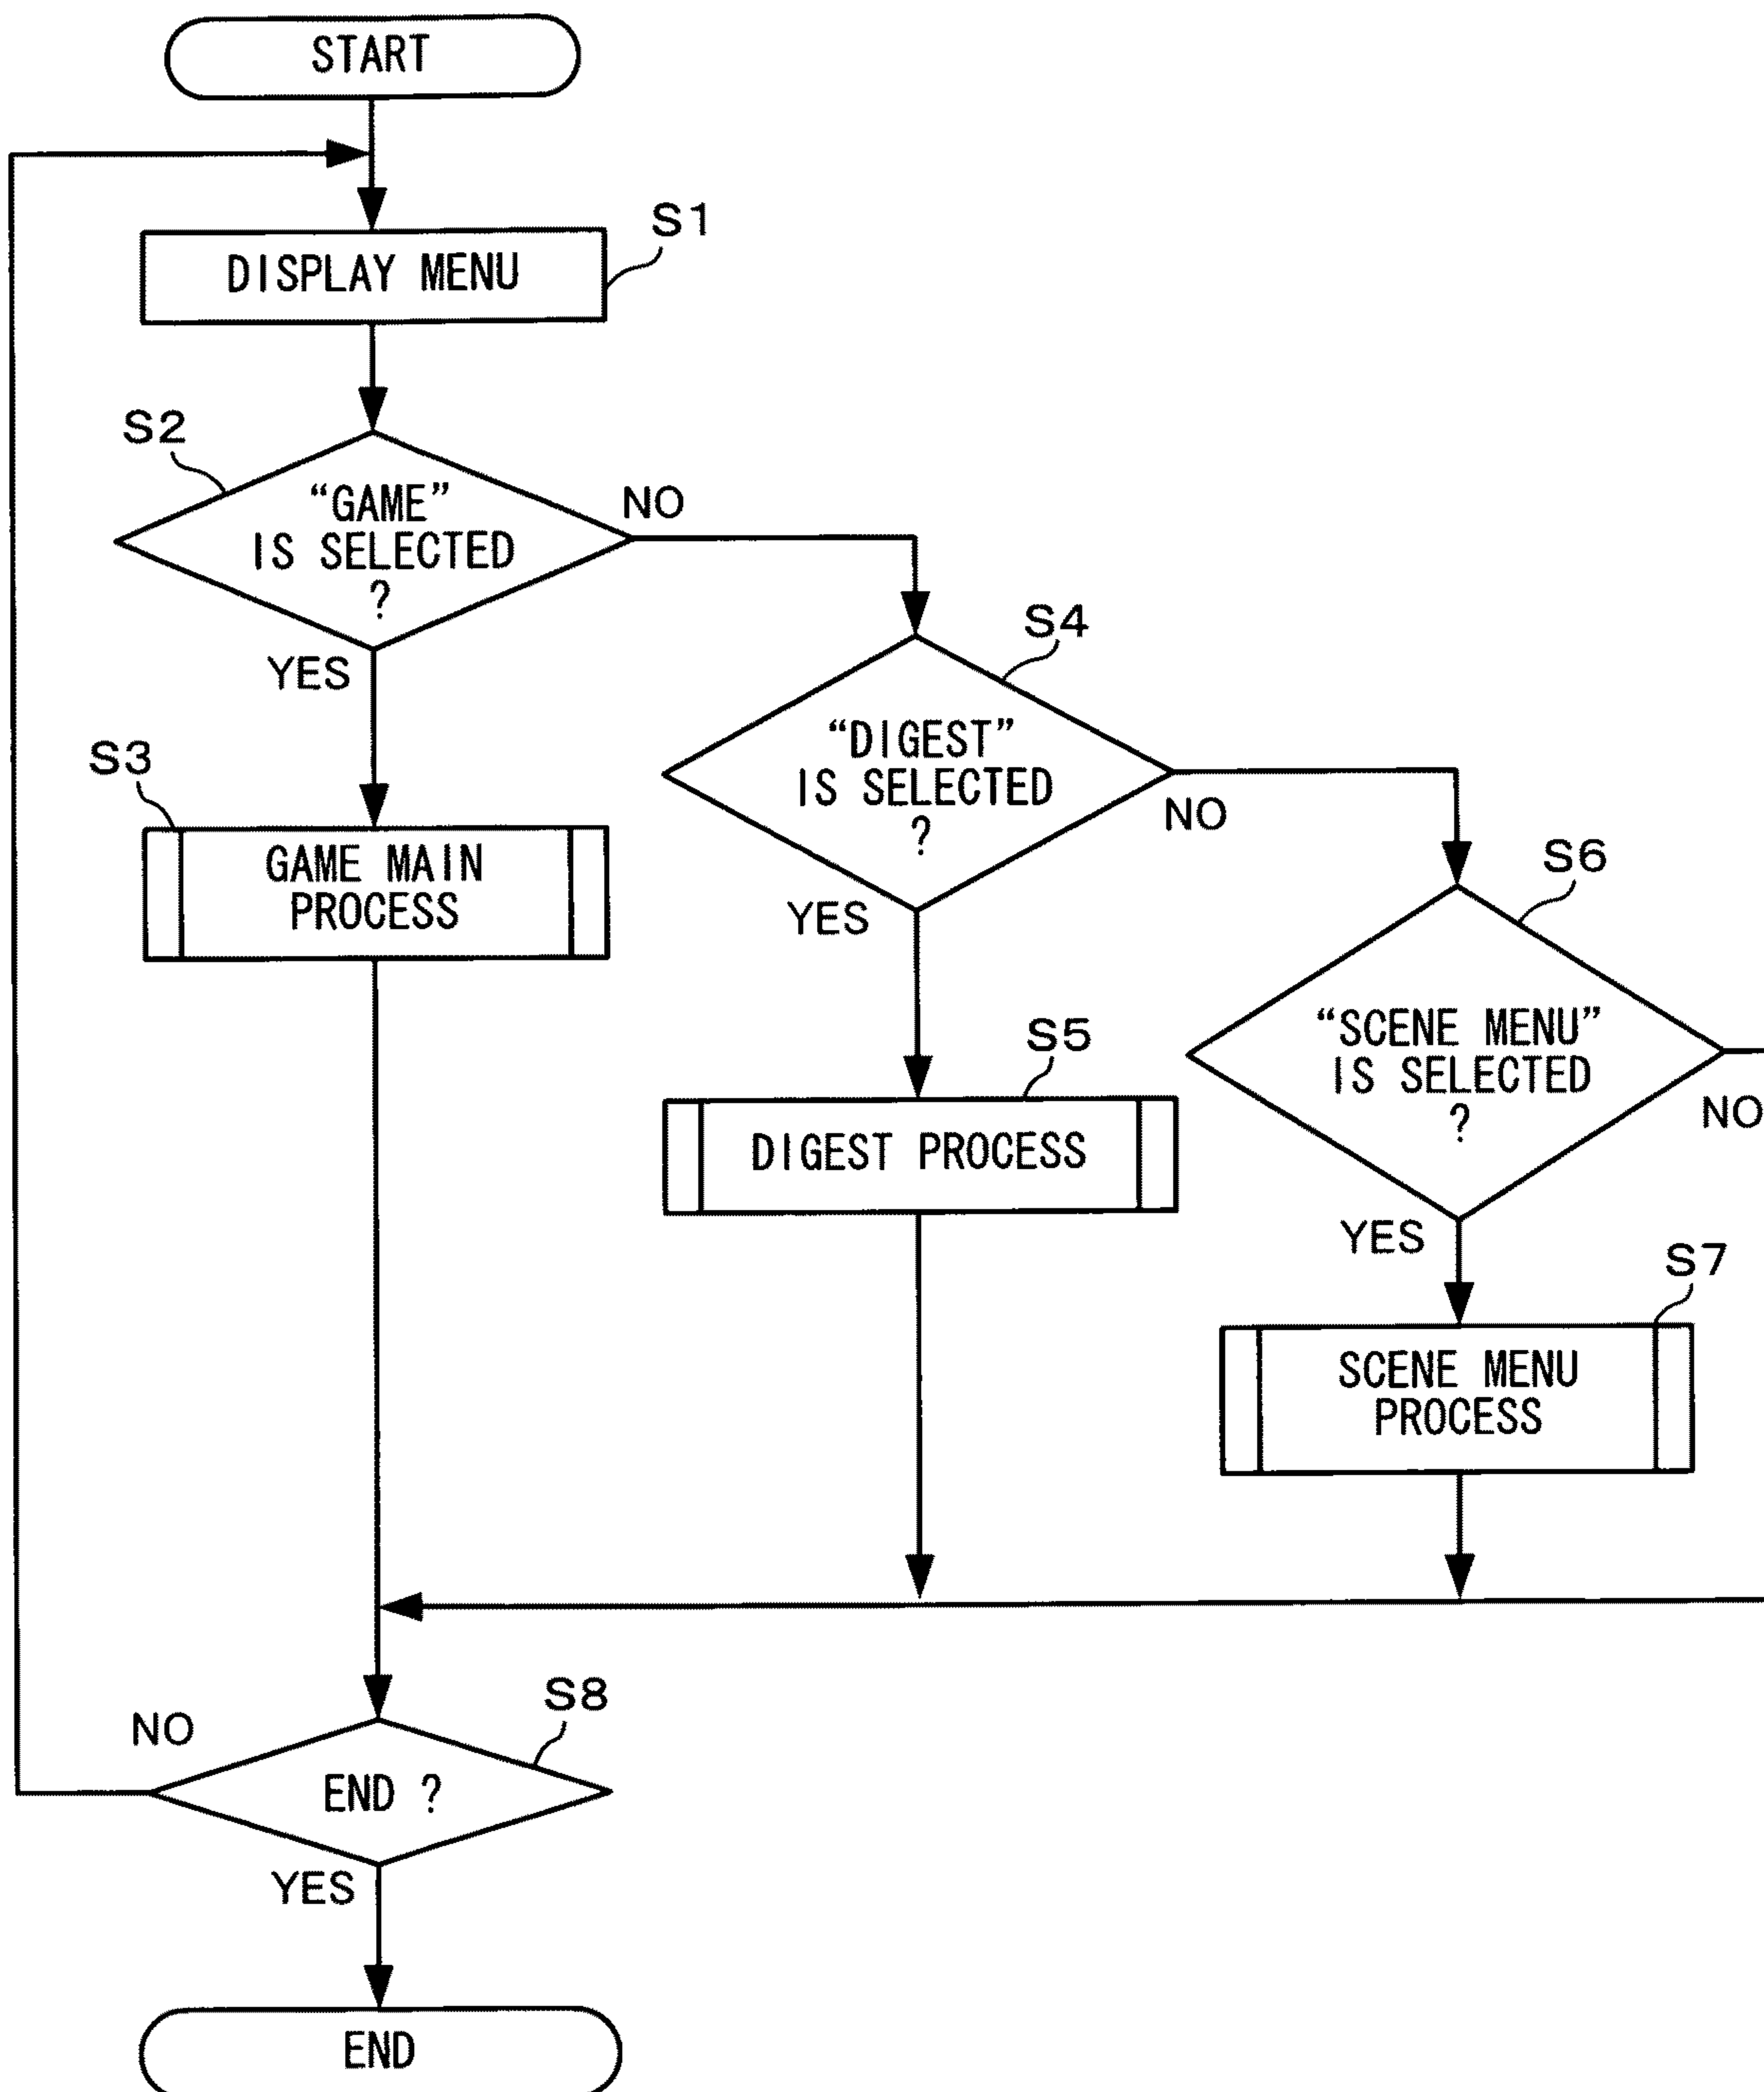 START
S1
DISPLAY MENU
S2
“GAME”
IS SELECTED
?
NO
YES
S4
“DIGEST”
IS SELECTED
?
NO
YES
S3
GAME MAIN
PROCESS
S6
“SCENE MENU”
IS SELECTED
?
NO
YES
S5
DIGEST PROCESS
S7
SCENE MENU
PROCESS
S8
END ?
NO
YES
END